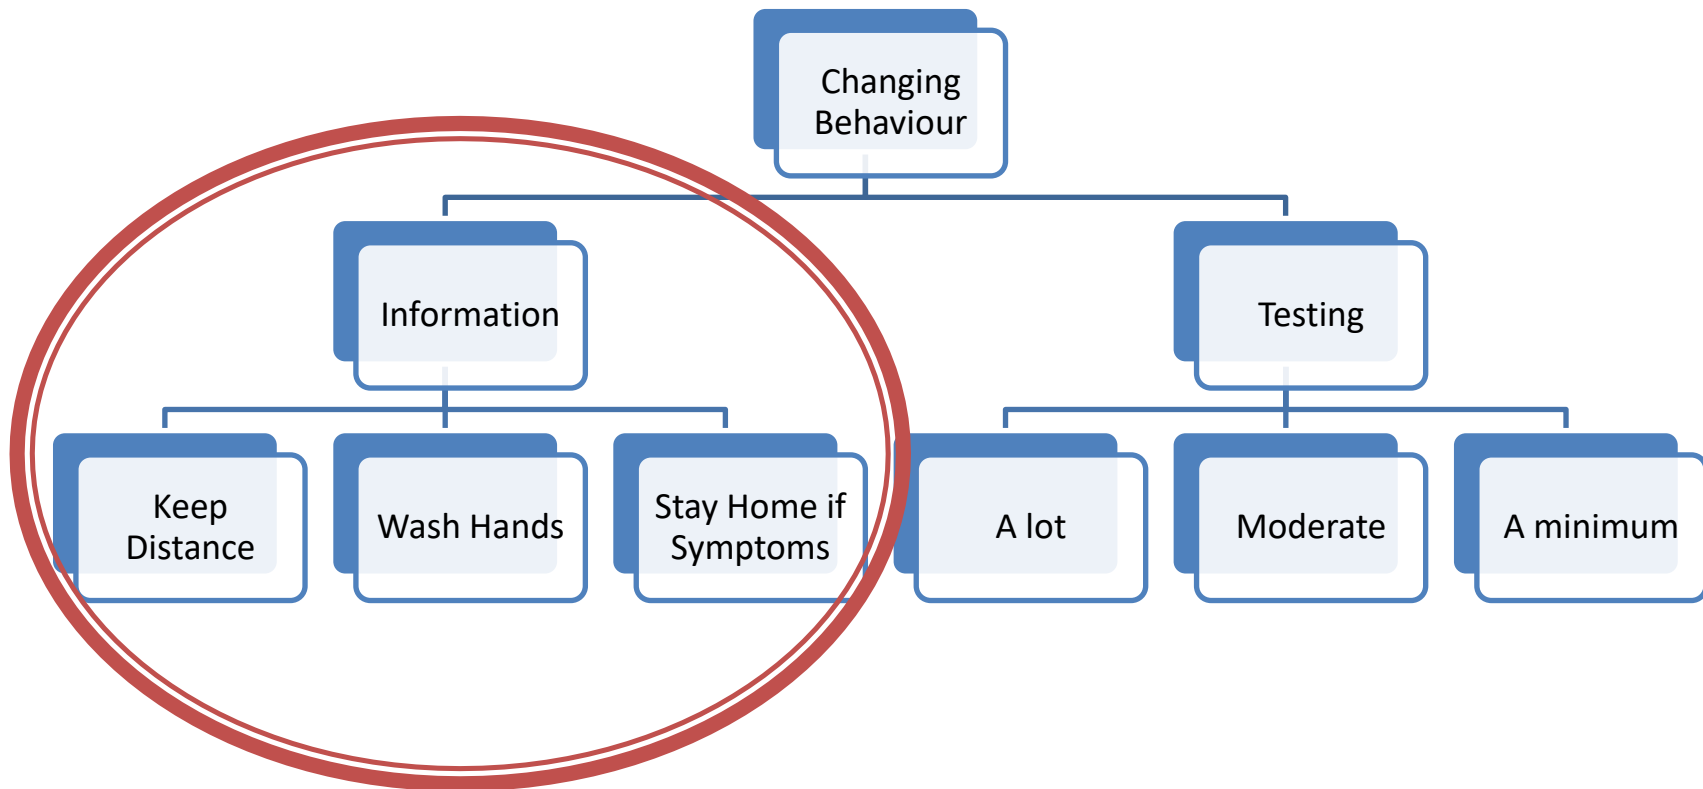 Changing
Behaviour
Information
Testing
Keep
Distance
Wash Hands
Stay Home if
Symptoms
A lot
Moderate
A minimum